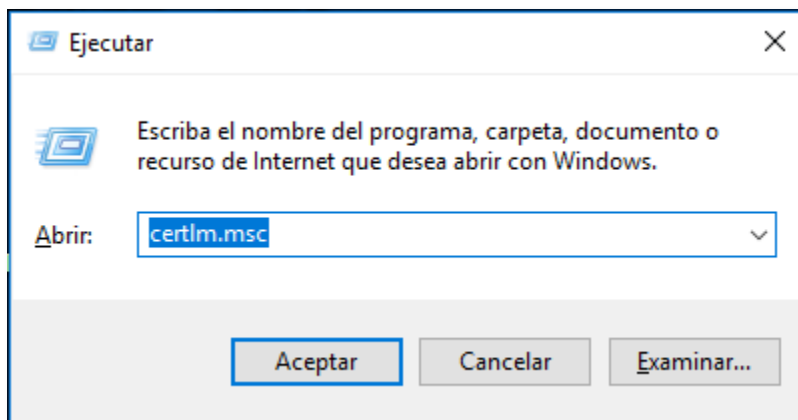 Ejecutar
Escriba el nombre del programa, carpeta, documento o
recurso de Internet que desea abrir con Windows.
Abrir: certlm.msc
Aceptar Cancelar Examinar...